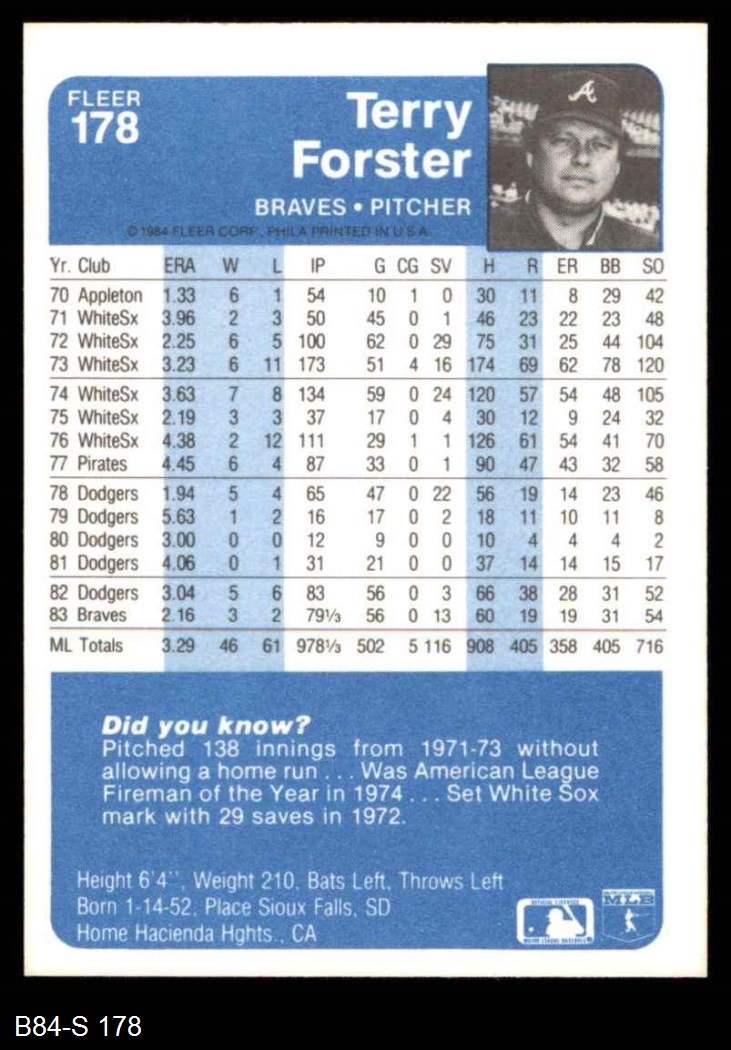 FLEER
178
Terry
Forster
BRAVES • PITCHER
© 1984 FLEER CORP., PHILA PRINTED IN U.S.A.
Yr. Club ERA W L IP G CG SV H R ER BB SO
70 Appleton 1.33 6 1 54 10 1 0 30 11 8 29 42
71 WhiteSx 3.96 2 3 50 45 0 1 46 23 22 23 48
72 WhiteSx 2.25 6 5 100 62 0 29 75 31 25 44 104
73 WhiteSx 3.23 6 11 173 51 4 16 174 69 62 78 120
74 WhiteSx 3.63 7 8 134 59 0 24 120 57 54 48 105
75 WhiteSx 2.19 3 3 37 17 0 4 30 12 9 24 32
76 WhiteSx 4.38 2 12 111 29 1 1 126 61 54 41 70
77 Pirates 4.45 6 4 87 33 0 1 90 47 43 32 58
78 Dodgers 1.94 5 4 65 47 0 22 56 19 14 23 46
79 Dodgers 5.63 1 2 16 17 0 2 18 11 10 11 8
80 Dodgers 3.00 0 0 12 9 0 0 10 4 4 4 2
81 Dodgers 4.06 0 1 31 21 0 0 37 14 14 15 17
82 Dodgers 3.04 5 6 83 56 0 3 66 38 28 31 52
83 Braves 2.16 3 2 79⅓ 56 0 13 60 19 19 31 54
ML Totals 3.29 46 61 978⅓ 502 5 116 908 405 358 405 716
Did you know?
Pitched 138 innings from 1971-73 without
allowing a home run . . . Was American League
Fireman of the Year in 1974 . . . Set White Sox
mark with 29 saves in 1972.
Height 6'4'', Weight 210, Bats Left, Throws Left
Born 1-14-52, Place Sioux Falls, SD
Home Hacienda Hghts., CA
MLB
B84-S 178